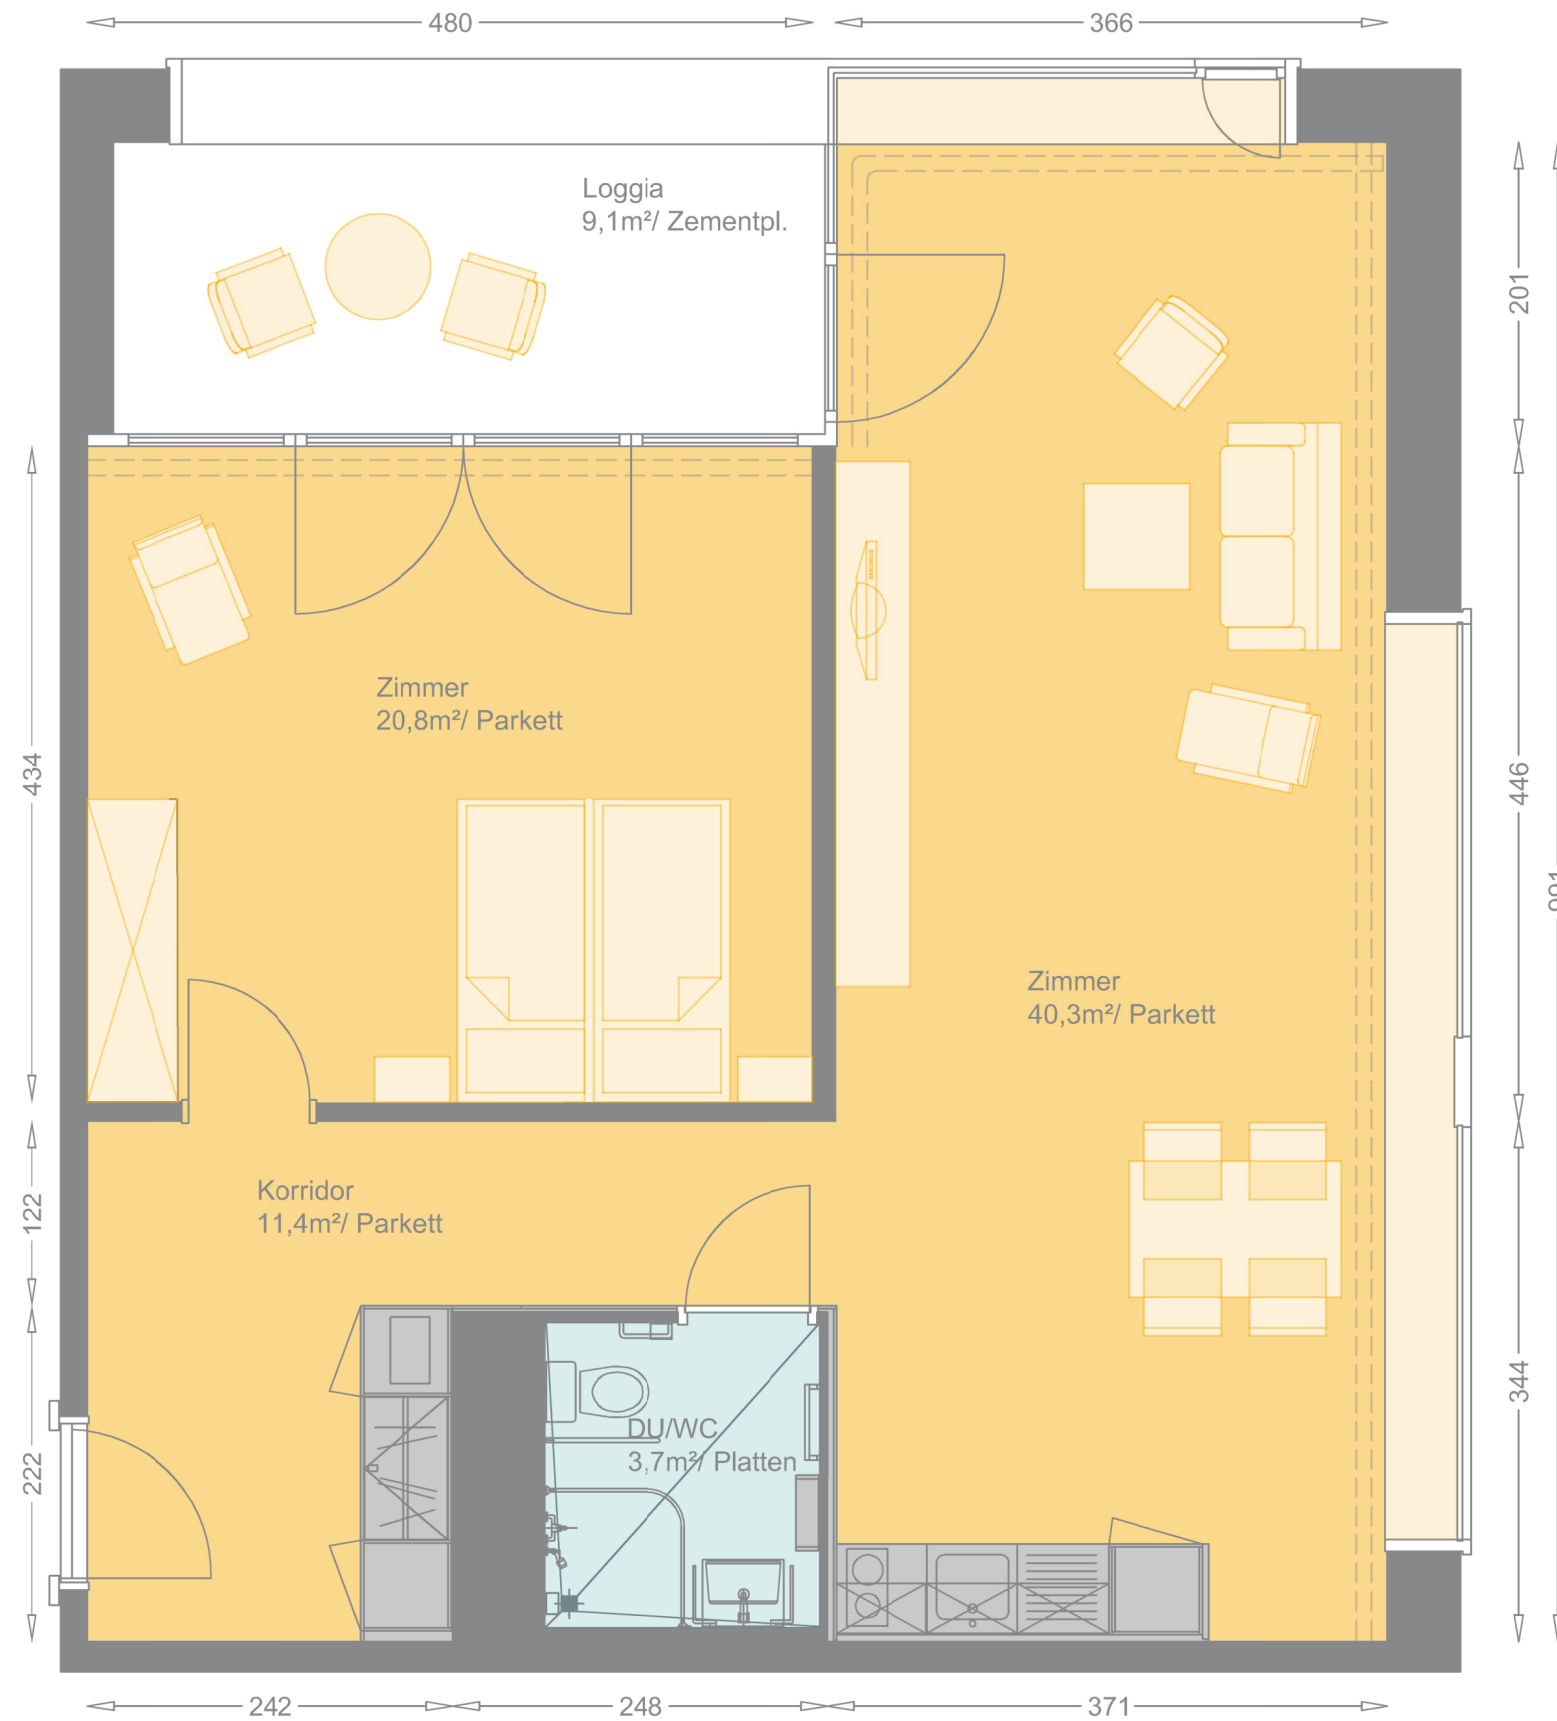 480
366
Loggia
9,1m²/ Zementpl.
201
434
446
991
Zimmer
20,8m²/ Parkett
Zimmer
40,3m²/ Parkett
Korridor
11,4m²/ Parkett
122
344
DU/WC
3,7m²/ Platten
222
242
248
371